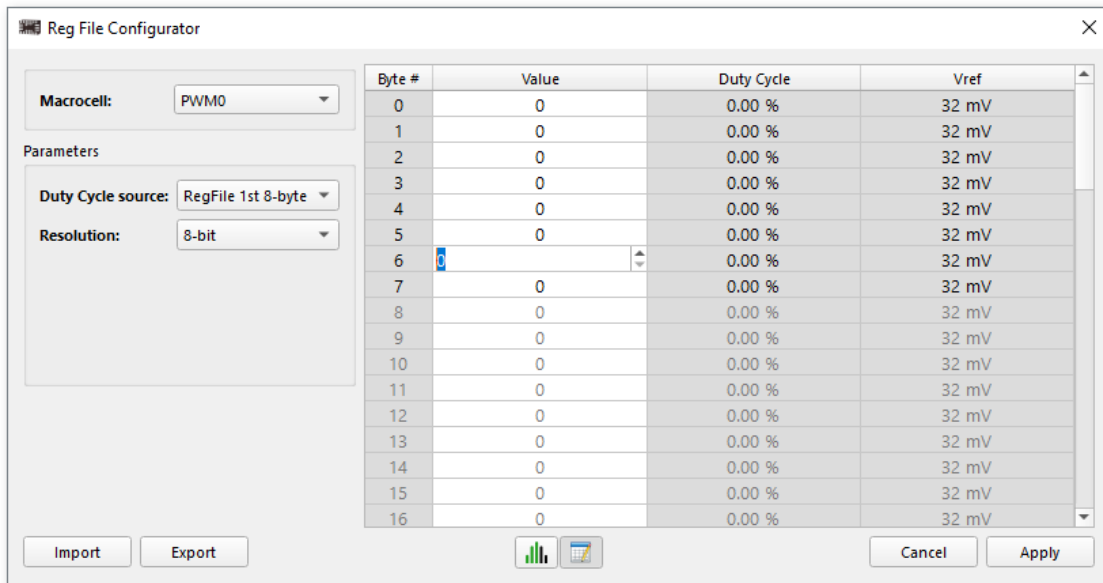 Reg File Configurator
Macrocell: PWM0
Parameters
Duty Cycle source: RegFile 1st 8-byte
Resolution: 8-bit
Byte # Value Duty Cycle Vref
0 0 0.00 % 32 mV
1 0 0.00 % 32 mV
2 0 0.00 % 32 mV
3 0 0.00 % 32 mV
4 0 0.00 % 32 mV
5 0 0.00 % 32 mV
6 0 0.00 % 32 mV
7 0 0.00 % 32 mV
8 0 0.00 % 32 mV
9 0 0.00 % 32 mV
10 0 0.00 % 32 mV
11 0 0.00 % 32 mV
12 0 0.00 % 32 mV
13 0 0.00 % 32 mV
14 0 0.00 % 32 mV
15 0 0.00 % 32 mV
16 0 0.00 % 32 mV
Import Export Cancel Apply